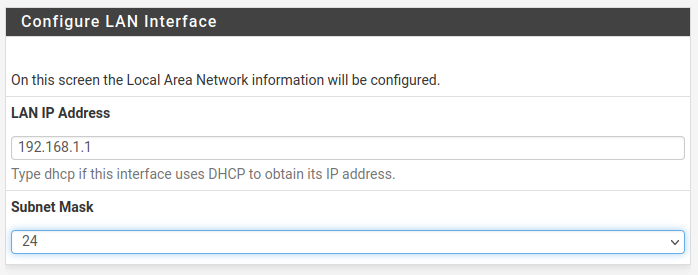 Configure LAN Interface
On this screen the Local Area Network information will be configured.
LAN IP Address
192.168.1.1
Type dhcp if this interface uses DHCP to obtain its IP address.
Subnet Mask
24